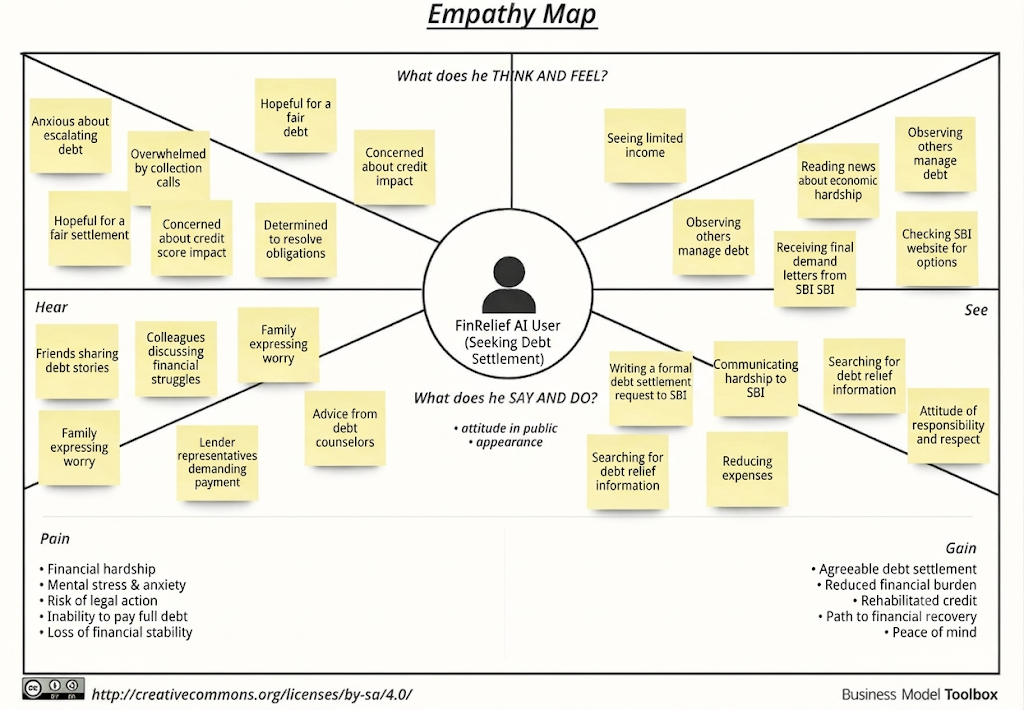 Empathy Map
What does he THINK AND FEEL?
Anxious about
escalating
debt
Overwhelmed
by collection
calls
Hopeful for a
fair
debt
Concerned
about credit
impact
Hopeful for a
fair settlement
Concerned
about credit
score impact
Determined
to resolve
obligations
Seeing limited
income
Reading news
about economic
hardship
Observing
others
manage
debt
Observing
others
manage debt
Receiving final
demand
letters from
SBI SBI
Checking SBI
website for
options
Hear
See
FinRelief AI User
(Seeking Debt
Settlement)
Friends sharing
debt stories
Colleagues
discussing
financial
struggles
Family
expressing
worry
Family
expressing
worry
Lender
representatives
demanding
payment
Advice from
debt
counselors
What does he SAY AND DO?
• attitude in public
• appearance
Writing a formal
debt settlement
request to SBI
Communicating
hardship to
SBI
Searching for
debt relief
information
Attitude of
responsibility
and respect
Searching for
debt relief
information
Reducing
expenses
Pain
• Financial hardship
• Mental stress & anxiety
• Risk of legal action
• Inability to pay full debt
• Loss of financial stability
Gain
• Agreeable debt settlement
• Reduced financial burden
• Rehabilitated credit
• Path to financial recovery
• Peace of mind
http://creativecommons.org/licenses/by-sa/4.0/
Business Model Toolbox